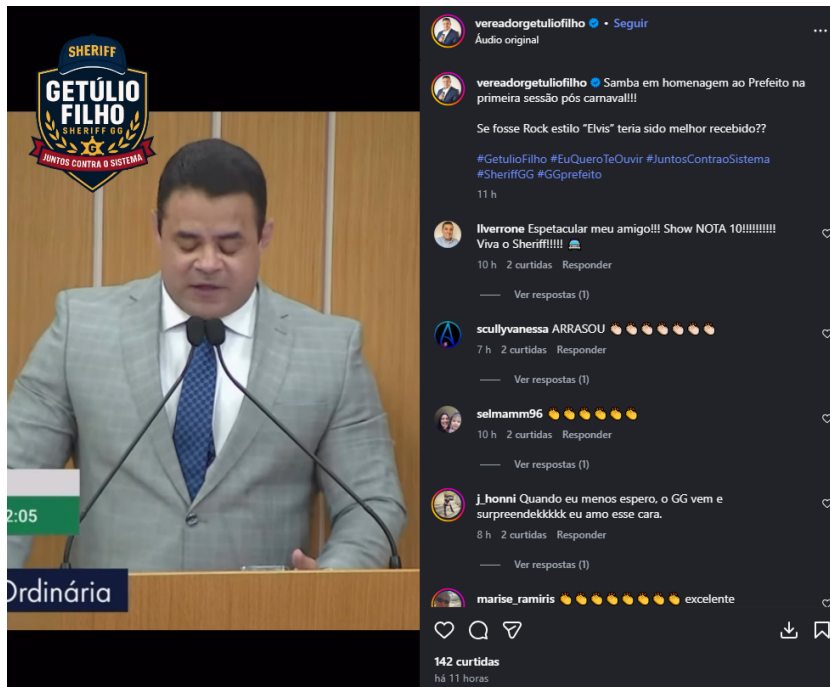 SHERIFF
GETÚLIO
FILHO
SHERIFF GG
G
JUNTOS CONTRA O SISTEMA
2:05
Ordinária
vereadorgetuliofilho • Seguir
Áudio original
vereadorgetuliofilho Samba em homenagem ao Prefeito na
primeira sessão pós carnaval!!!
Se fosse Rock estilo “Elvis” teria sido melhor recebido??
#GetulioFilho #EuQueroTeOuvir #JuntosContraoSistema
#SheriffGG #GGprefeito
11 h
llverrone Espetacular meu amigo!!! Show NOTA 10!!!!!!!!!!
Viva o Sheriff!!!!!
10 h 2 curtidas Responder
Ver respostas (1)
scullyvanessa ARRASOU 👏🏻👏🏻👏🏻👏🏻👏🏻👏🏻👏🏻
7 h 2 curtidas Responder
Ver respostas (1)
selmamm96 👏👏👏👏👏👏
10 h 2 curtidas Responder
Ver respostas (1)
j_honni Quando eu menos espero, o GG vem e
surpreendekkkkk eu amo esse cara.
8 h 2 curtidas Responder
Ver respostas (1)
marise_ramiris 👏👏👏👏👏👏👏👏 excelente
142 curtidas
há 11 horas